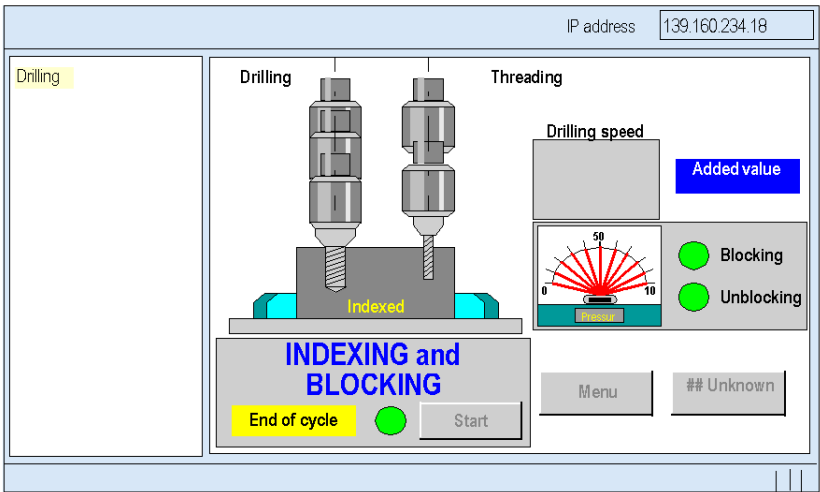 IP address 139.160.234.18
Drilling
Drilling Threading
Drilling speed
Added value
50
0 10
Pressur
Blocking
Unblocking
Indexed
INDEXING and
BLOCKING
End of cycle Start
Menu ## Unknown